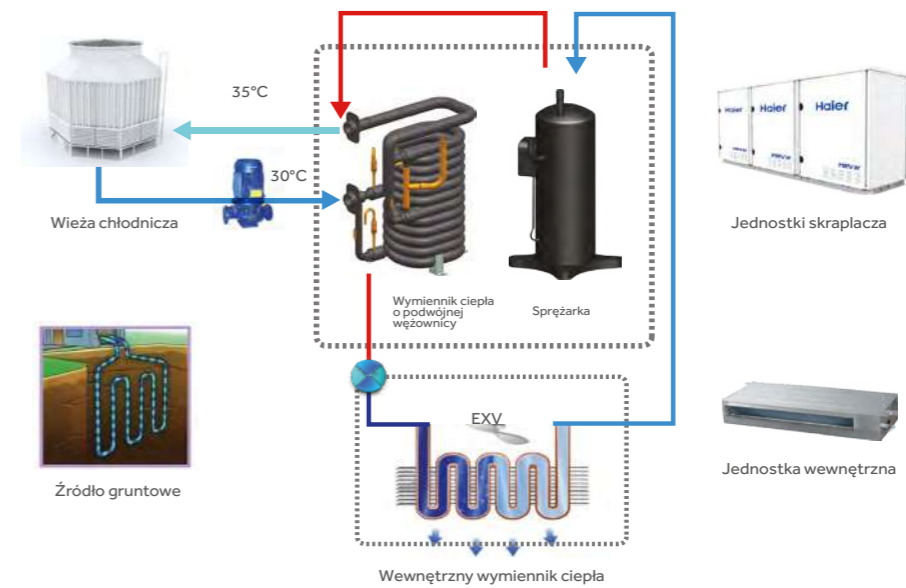 35°C
30°C
Wieża chłodnicza
Wymiennik ciepła
o podwójnej
wężownicy
Sprężarka
Haier
Haier
Haier
Jednostki skraplacza
Źródło gruntowe
EXV
Jednostka wewnętrzna
Wewnętrzny wymiennik ciepła